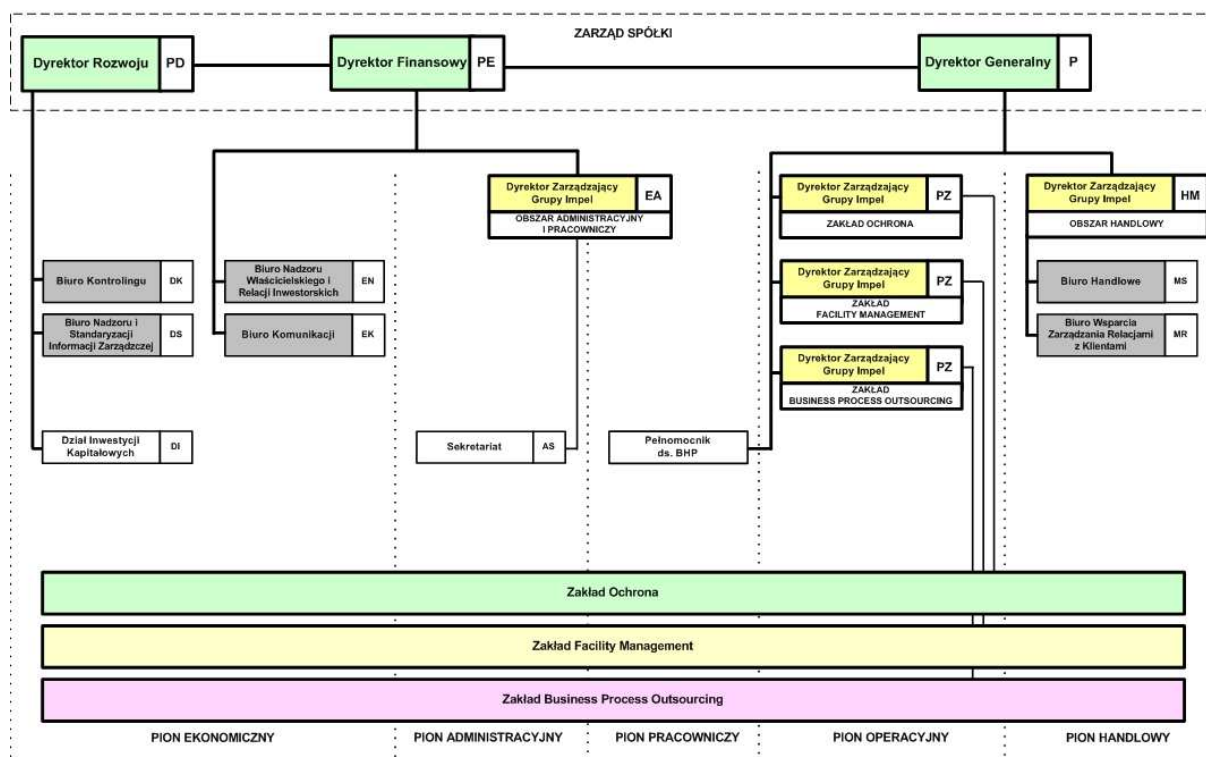 ZARZĄD SPÓŁKI
Dyrektor Rozwoju
PD
Dyrektor Finansowy
PE
Dyrektor Generalny
P
Dyrektor Zarządzający
Grupy Impel
EA
OBSZAR ADMINISTRACYJNY
I PRACOWNICZY
Dyrektor Zarządzający
Grupy Impel
PZ
ZAKŁAD OCHRONA
Dyrektor Zarządzający
Grupy Impel
HM
OBSZAR HANDLOWY
Biuro Kontrolingu
DK
Biuro Nadzoru
Właścicielskiego i
Relacji Inwestorskich
EN
Dyrektor Zarządzający
Grupy Impel
PZ
ZAKŁAD
FACILITY MANAGEMENT
Biuro Handlowe
MS
Biuro Nadzoru i
Standaryzacji
Informacji Zarządzczej
DS
Biuro Komunikacji
EK
Dyrektor Zarządzający
Grupy Impel
PZ
ZAKŁAD
BUSINESS PROCESS OUTSOURCING
Biuro Wsparcia
Zarządzania Relacjami
z Klientami
MR
Dział Inwestycji
Kapitałowych
DI
Sekretariat
AS
Pełnomocnik
ds. BHP
Zakład Ochrona
Zakład Facility Management
Zakład Business Process Outsourcing
PION EKONOMICZNY
PION ADMINISTRACYJNY
PION PRACOWNICZY
PION OPERACYJNY
PION HANDLOWY